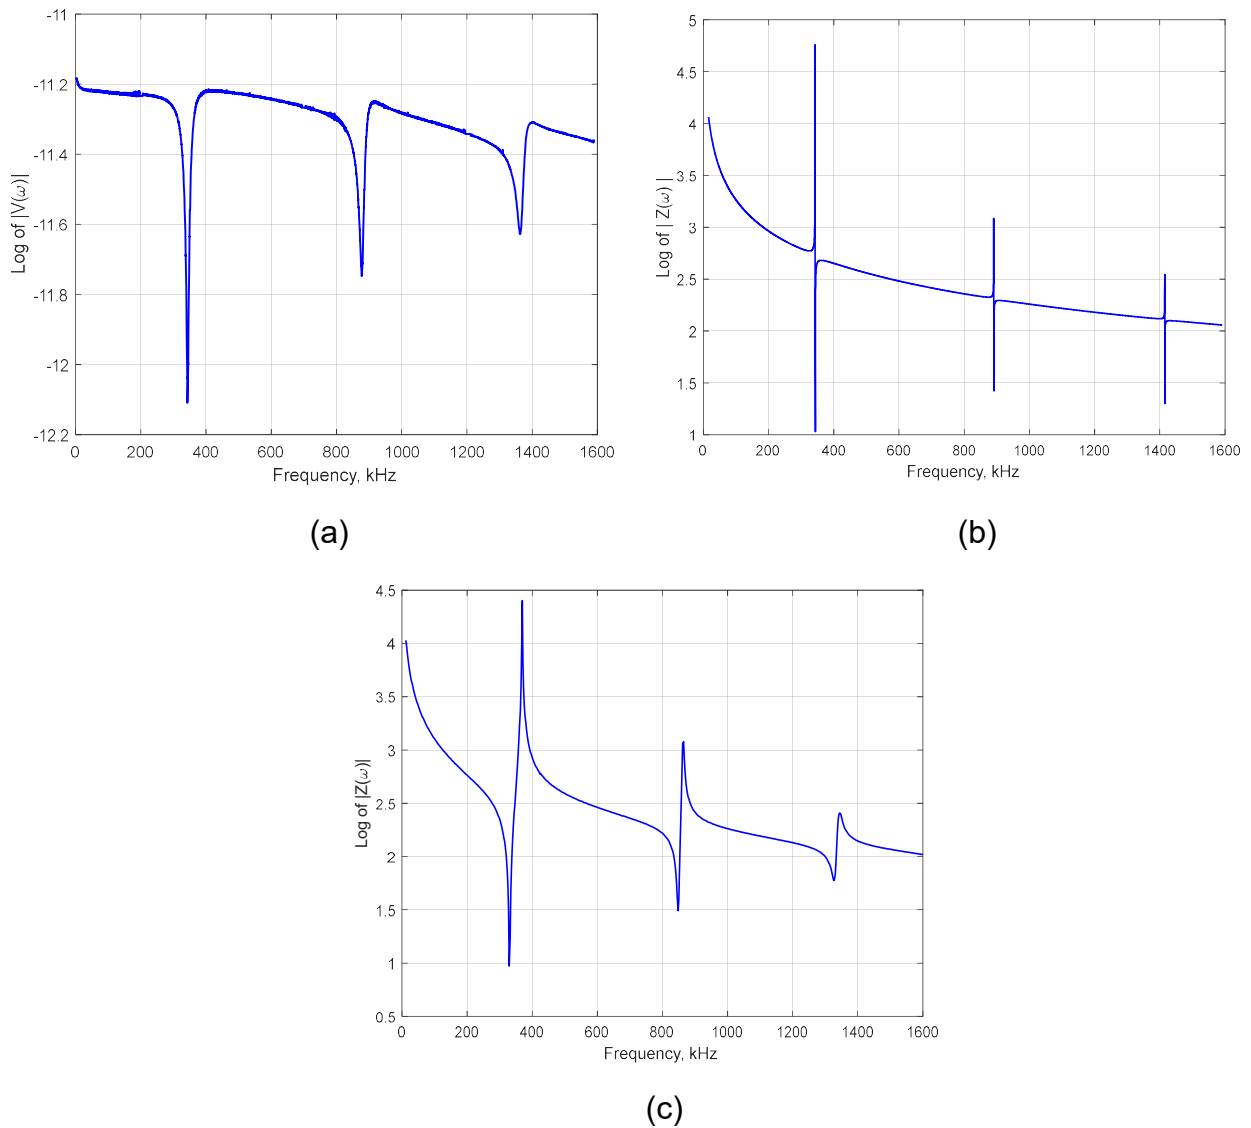 -11
-11.2
-11.4
-11.6
-11.8
-12
-12.2
0 200 400 600 800 1000 1200 1400 1600
Log of |V(ω)|
Frequency, kHz
(a)
5
4.5
4
3.5
3
2.5
2
1.5
1
0 200 400 600 800 1000 1200 1400 1600
Log of | Z(ω) |
Frequency, kHz
(b)
4.5
4
3.5
3
2.5
2
1.5
1
0.5
0 200 400 600 800 1000 1200 1400 1600
Log of |Z(ω)|
Frequency, kHz
(c)